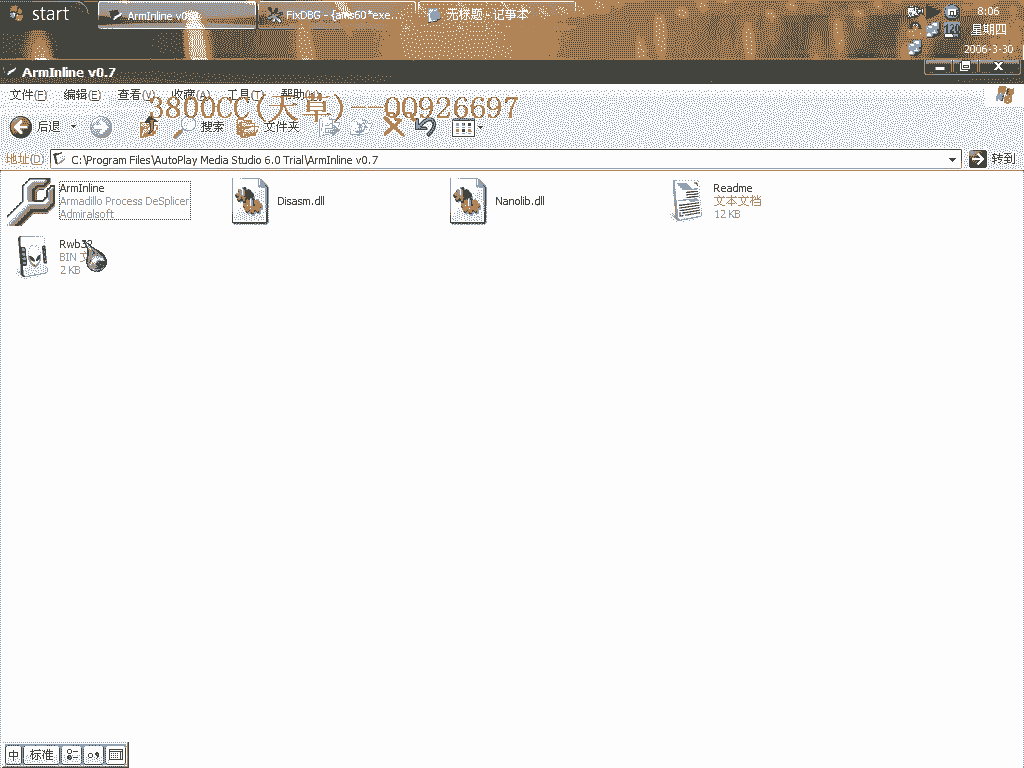 start
ArmInline v0.7
FixDBG - {ams60*exe...
无标题 - 记事本
8:06
星期四
2006-3-30
ArmInline v0.7
文件(F) 编辑(E) 查看(V) 收藏(A) 工具(T) 帮助(H)
3800CC(天草)--QQ926697
后退 搜索 文件夹
地址(D) C:\Program Files\AutoPlay Media Studio 6.0 Trial\ArmInline v0.7 转到
ArmInline
Armadillo Process DeSplicer
Admiralsoft
Disasm.dll
Nanolib.dll
Readme
文本文档
12 KB
Rwb32
BIN 文
2 KB
中 标准